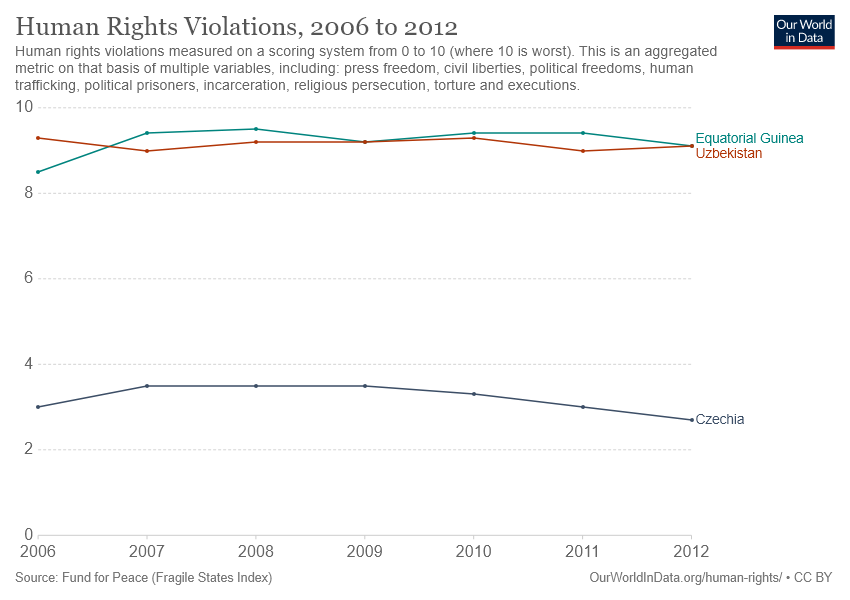 Human Rights Violations, 2006 to 2012
Our World
in Data
Human rights violations measured on a scoring system from 0 to 10 (where 10 is worst). This is an aggregated
metric on that basis of multiple variables, including: press freedom, civil liberties, political freedoms, human
trafficking, political prisoners, incarceration, religious persecution, torture and executions.
10
8
6
4
2
0
Equatorial Guinea
Uzbekistan
Czechia
2006 2007 2008 2009 2010 2011 2012
Source: Fund for Peace (Fragile States Index)
OurWorldInData.org/human-rights/ • CC BY